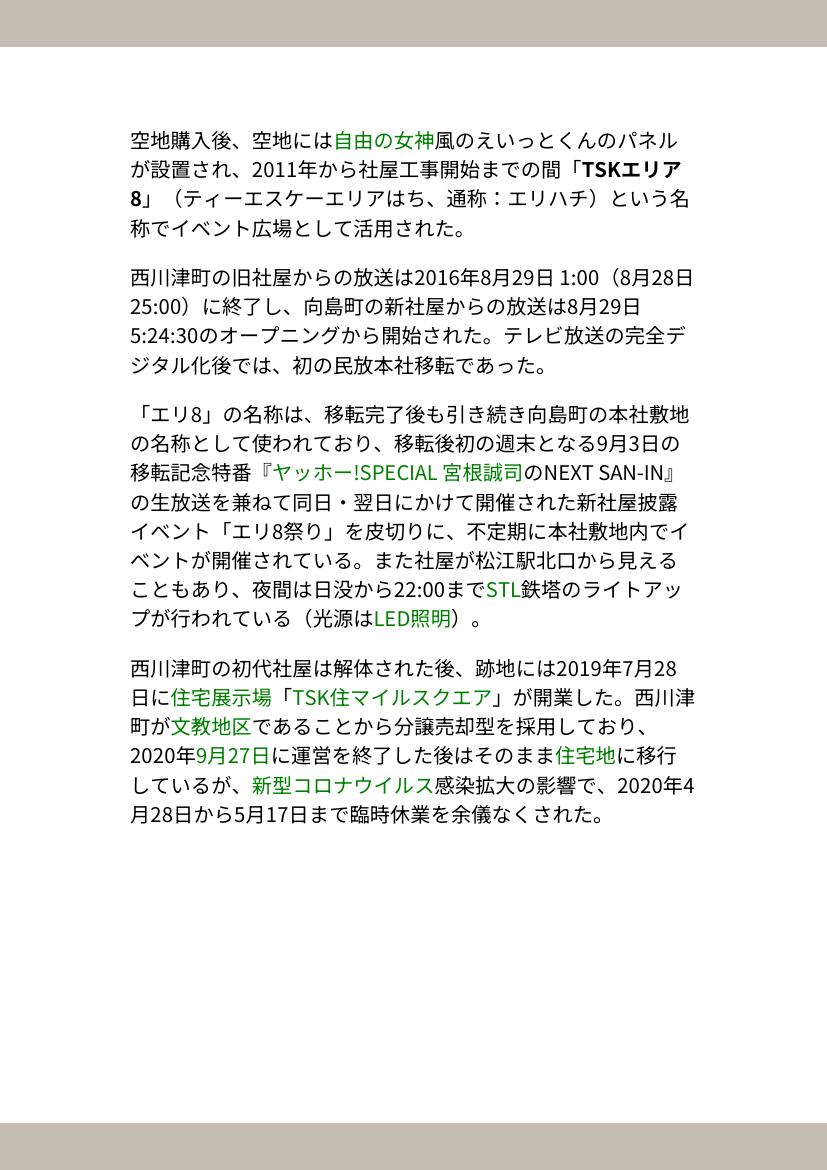 空地購入後、空地には自由の女神風のえいっとくんのパネル
が設置され、2011年から社屋工事開始までの間「TSKエリア
8」（ティーエスケーエリアはち、通称：エリハチ）という名
称でイベント広場として活用された。
西川津町の旧社屋からの放送は2016年8月29日 1:00（8月28日
25:00）に終了し、向島町の新社屋からの放送は8月29日
5:24:30のオープニングから開始された。テレビ放送の完全デ
ジタル化後では、初の民放本社移転であった。
「エリ8」の名称は、移転完了後も引き続き向島町の本社敷地
の名称として使われており、移転後初の週末となる9月3日の
移転記念特番『ヤッホー!SPECIAL 宮根誠司のNEXT SAN-IN』
の生放送を兼ねて同日・翌日にかけて開催された新社屋披露
イベント「エリ8祭り」を皮切りに、不定期に本社敷地内でイ
ベントが開催されている。また社屋が松江駅北口から見える
こともあり、夜間は日没から22:00までSTL鉄塔のライトアッ
プが行われている（光源はLED照明）。
西川津町の初代社屋は解体された後、跡地には2019年7月28
日に住宅展示場「TSK住マイルスクエア」が開業した。西川津
町が文教地区であることから分譲売却型を採用しており、
2020年9月27日に運営を終了した後はそのまま住宅地に移行
しているが、新型コロナウイルス感染拡大の影響で、2020年4
月28日から5月17日まで臨時休業を余儀なくされた。